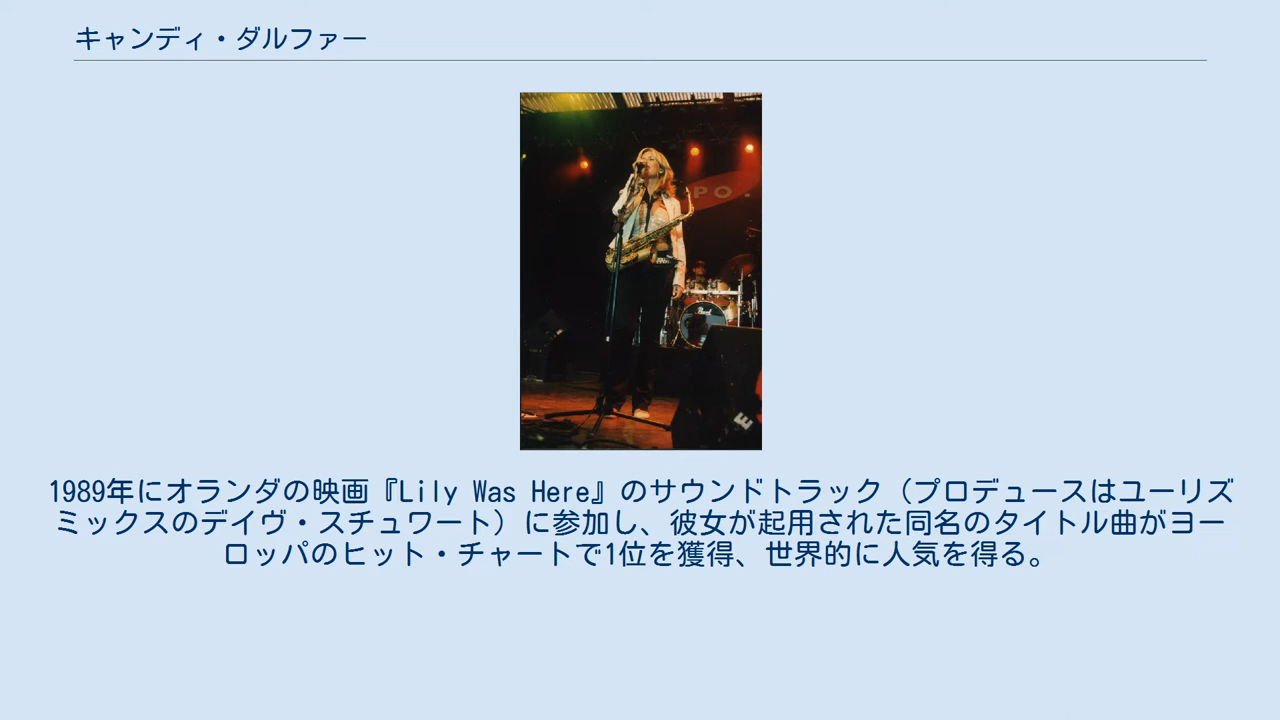 キャンディ・ダルファー
PO.
Pearl
E
1989年にオランダの映画『Lily Was Here』のサウンドトラック（プロデュースはユーリズ
ミックスのデイヴ・スチュワート）に参加し、彼女が起用された同名のタイトル曲がヨー
ロッパのヒット・チャートで1位を獲得、世界的に人気を得る。